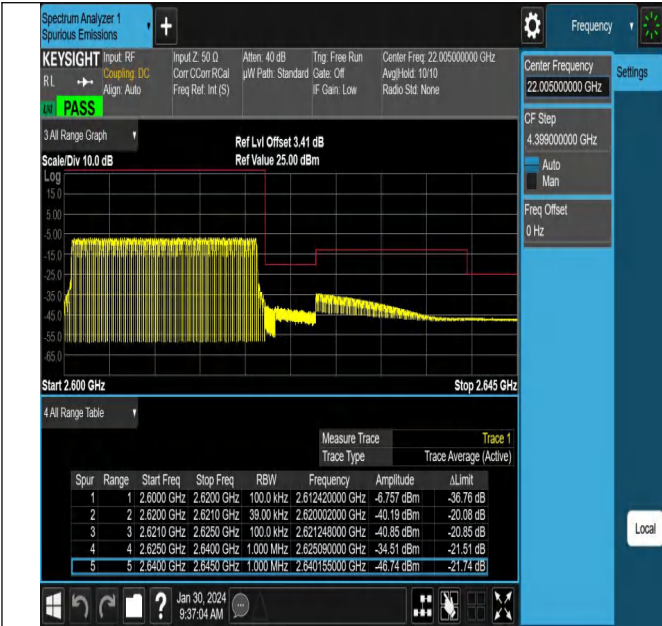 Spectrum Analyzer 1
Spurious Emissions
+
Frequency
KEYSIGHT
RL
Input: RF
Coupling: DC
Align: Auto
Input Z: 50 Ω
Corr CCorr RCal
Freq Ref: Int (S)
Atten: 40 dB
µW Path: Standard
Trig: Free Run
Gate: Off
IF Gain: Low
Center Freq: 22.005000000 GHz
Avg|Hold: 10/10
Radio Std: None
PASS
Center Frequency
22.005000000 GHz
Settings
CF Step
4.399000000 GHz
Auto
Man
Freq Offset
0 Hz
3 All Range Graph
Scale/Div 10.0 dB
Ref Lvl Offset 3.41 dB
Ref Value 25.00 dBm
Log
15.0
5.00
-5.00
-15.0
-25.0
-35.0
-45.0
-55.0
-65.0
Start 2.600 GHz
Stop 2.645 GHz
4 All Range Table
Measure Trace Trace 1
Trace Type Trace Average (Active)
Spur Range Start Freq Stop Freq RBW Frequency Amplitude ΔLimit
1 1 2.6000 GHz 2.6200 GHz 100.0 kHz 2.612420000 GHz -6.757 dBm -36.76 dB
2 2 2.6200 GHz 2.6210 GHz 39.00 kHz 2.620002000 GHz -40.19 dBm -20.08 dB
3 3 2.6210 GHz 2.6250 GHz 100.0 kHz 2.621248000 GHz -40.85 dBm -20.85 dB
4 4 2.6250 GHz 2.6400 GHz 1.000 MHz 2.625090000 GHz -34.51 dBm -21.51 dB
5 5 2.6400 GHz 2.6450 GHz 1.000 MHz 2.640155000 GHz -46.74 dBm -21.74 dB
Local
?
Jan 30, 2024
9:37:04 AM